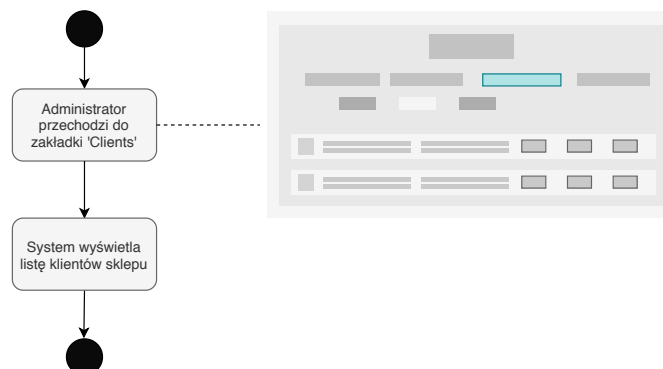 Administrator
przechodzi do
zakładki 'Clients'
System wyświetla
listę klientów sklepu